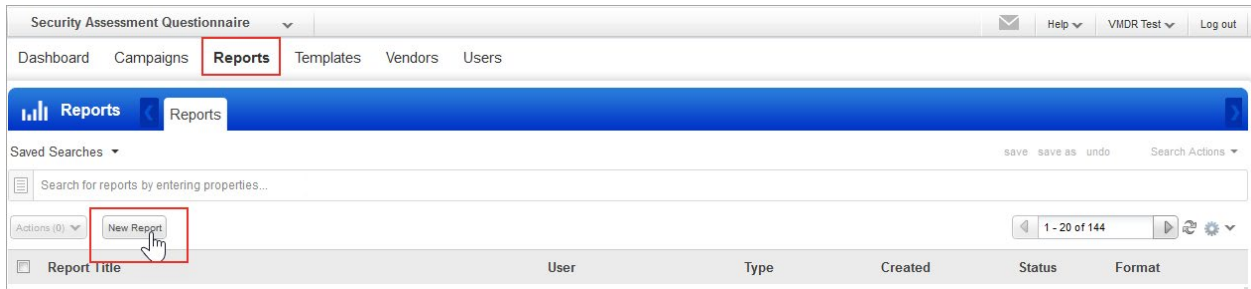 Security Assessment Questionnaire Help VMDR Test Log out
Dashboard Campaigns Reports Templates Vendors Users
Reports Reports
Saved Searches save save as undo Search Actions
Search for reports by entering properties...
Actions (0) New Report 1 - 20 of 144
Report Title User Type Created Status Format